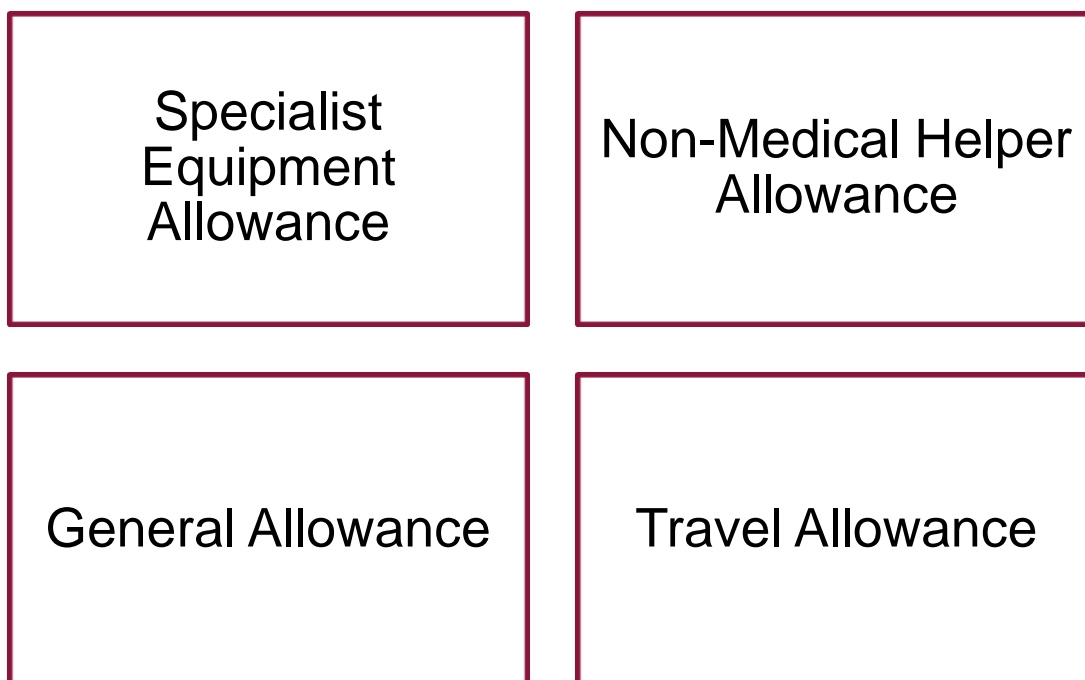 Specialist
Equipment
Allowance
Non-Medical Helper
Allowance
General Allowance
Travel Allowance